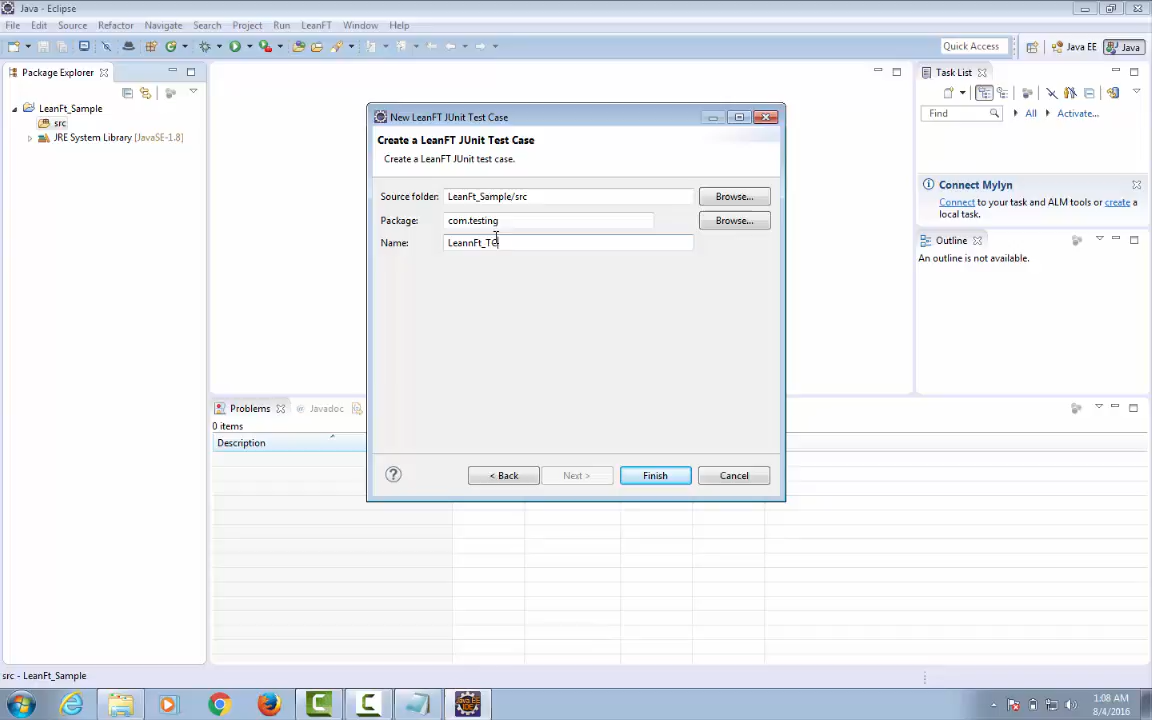 Java - Eclipse
File Edit Source Refactor Navigate Search Project Run LeanFT Window Help
Quick Access
Java EE
Java
Package Explorer
LeanFt_Sample
src
JRE System Library [JavaSE-1.8]
New LeanFT JUnit Test Case
Create a LeanFT JUnit Test Case
Create a LeanFT JUnit test case.
Source folder: LeanFt_Sample/src Browse...
Package: com.testing Browse...
Name: LeannFt_TC
? < Back Next > Finish Cancel
Task List
Find All Activate...
Connect Mylyn
Connect to your task and ALM tools or create a
local task.
Outline
An outline is not available.
Problems @ Javadoc
0 items
Description
src - LeanFt_Sample
1:08 AM
8/4/2016